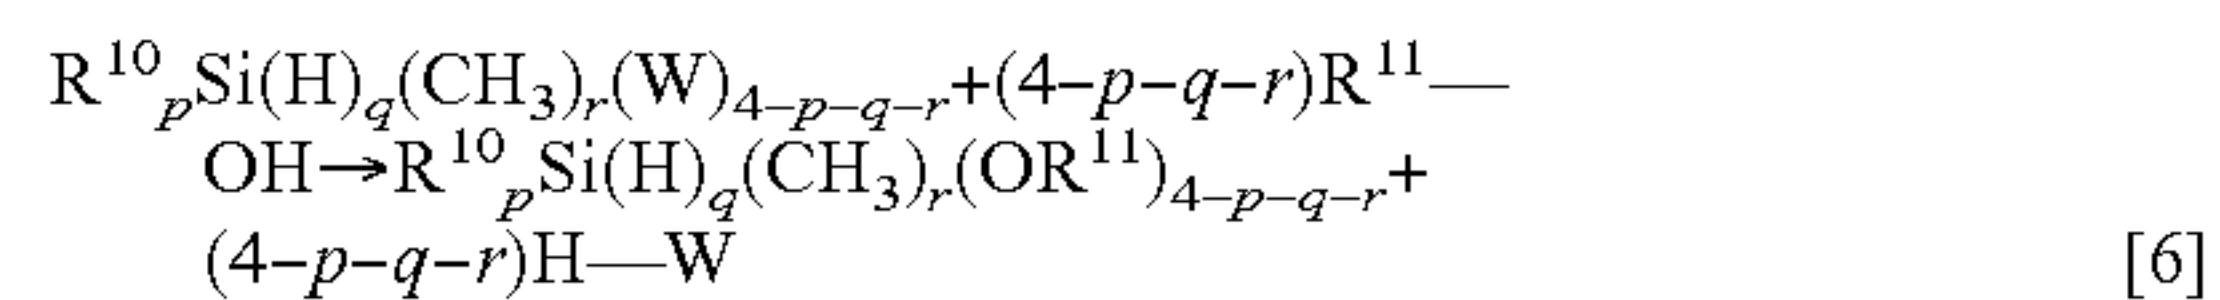 R¹⁰ₚSi(H)_q(CH₃)ᵣ(W)₄₋ₚ₋_q₋ᵣ+(4–p–q–r)R¹¹—
OH→R¹⁰ₚSi(H)_q(CH₃)ᵣ(OR¹¹)₄₋ₚ₋_q₋ᵣ+
(4–p–q–r)H—W [6]